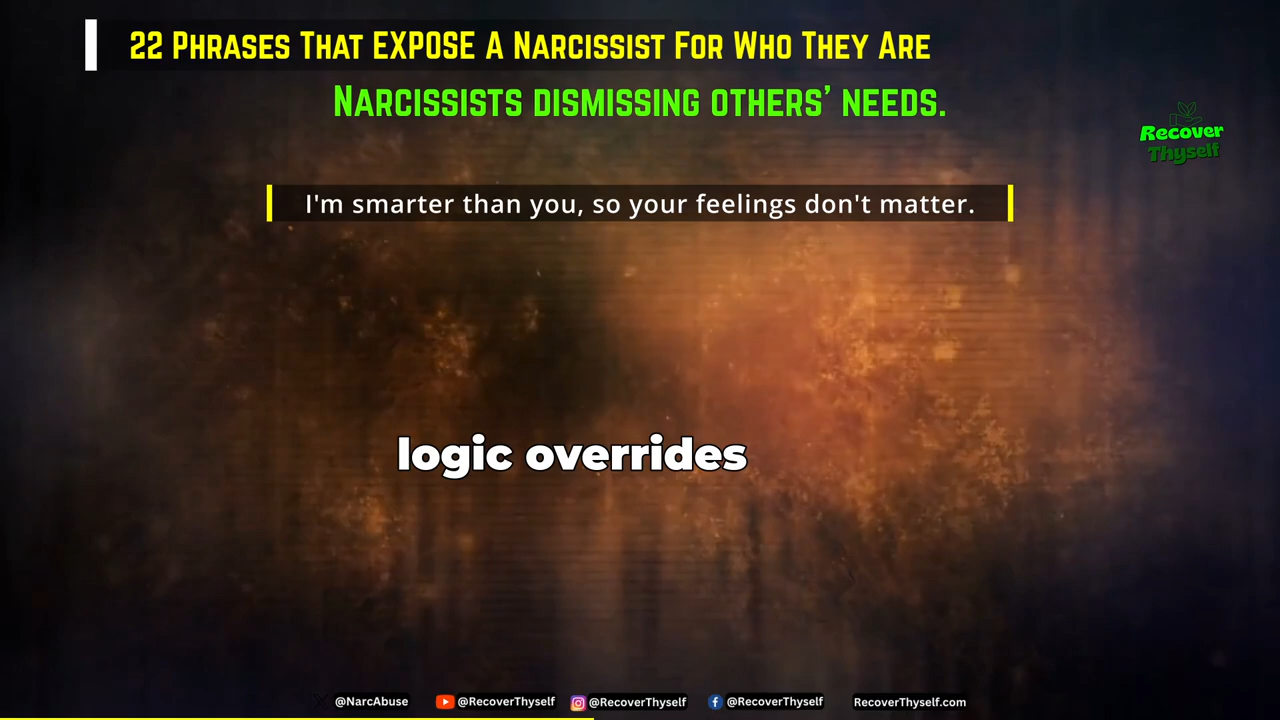 22 Phrases That EXPOSE A Narcissist For Who They Are
Narcissists dismissing others’ needs.
Recover
Thyself
I'm smarter than you, so your feelings don't matter.
logic overrides
@NarcAbuse @RecoverThyself @RecoverThyself @RecoverThyself RecoverThyself.com